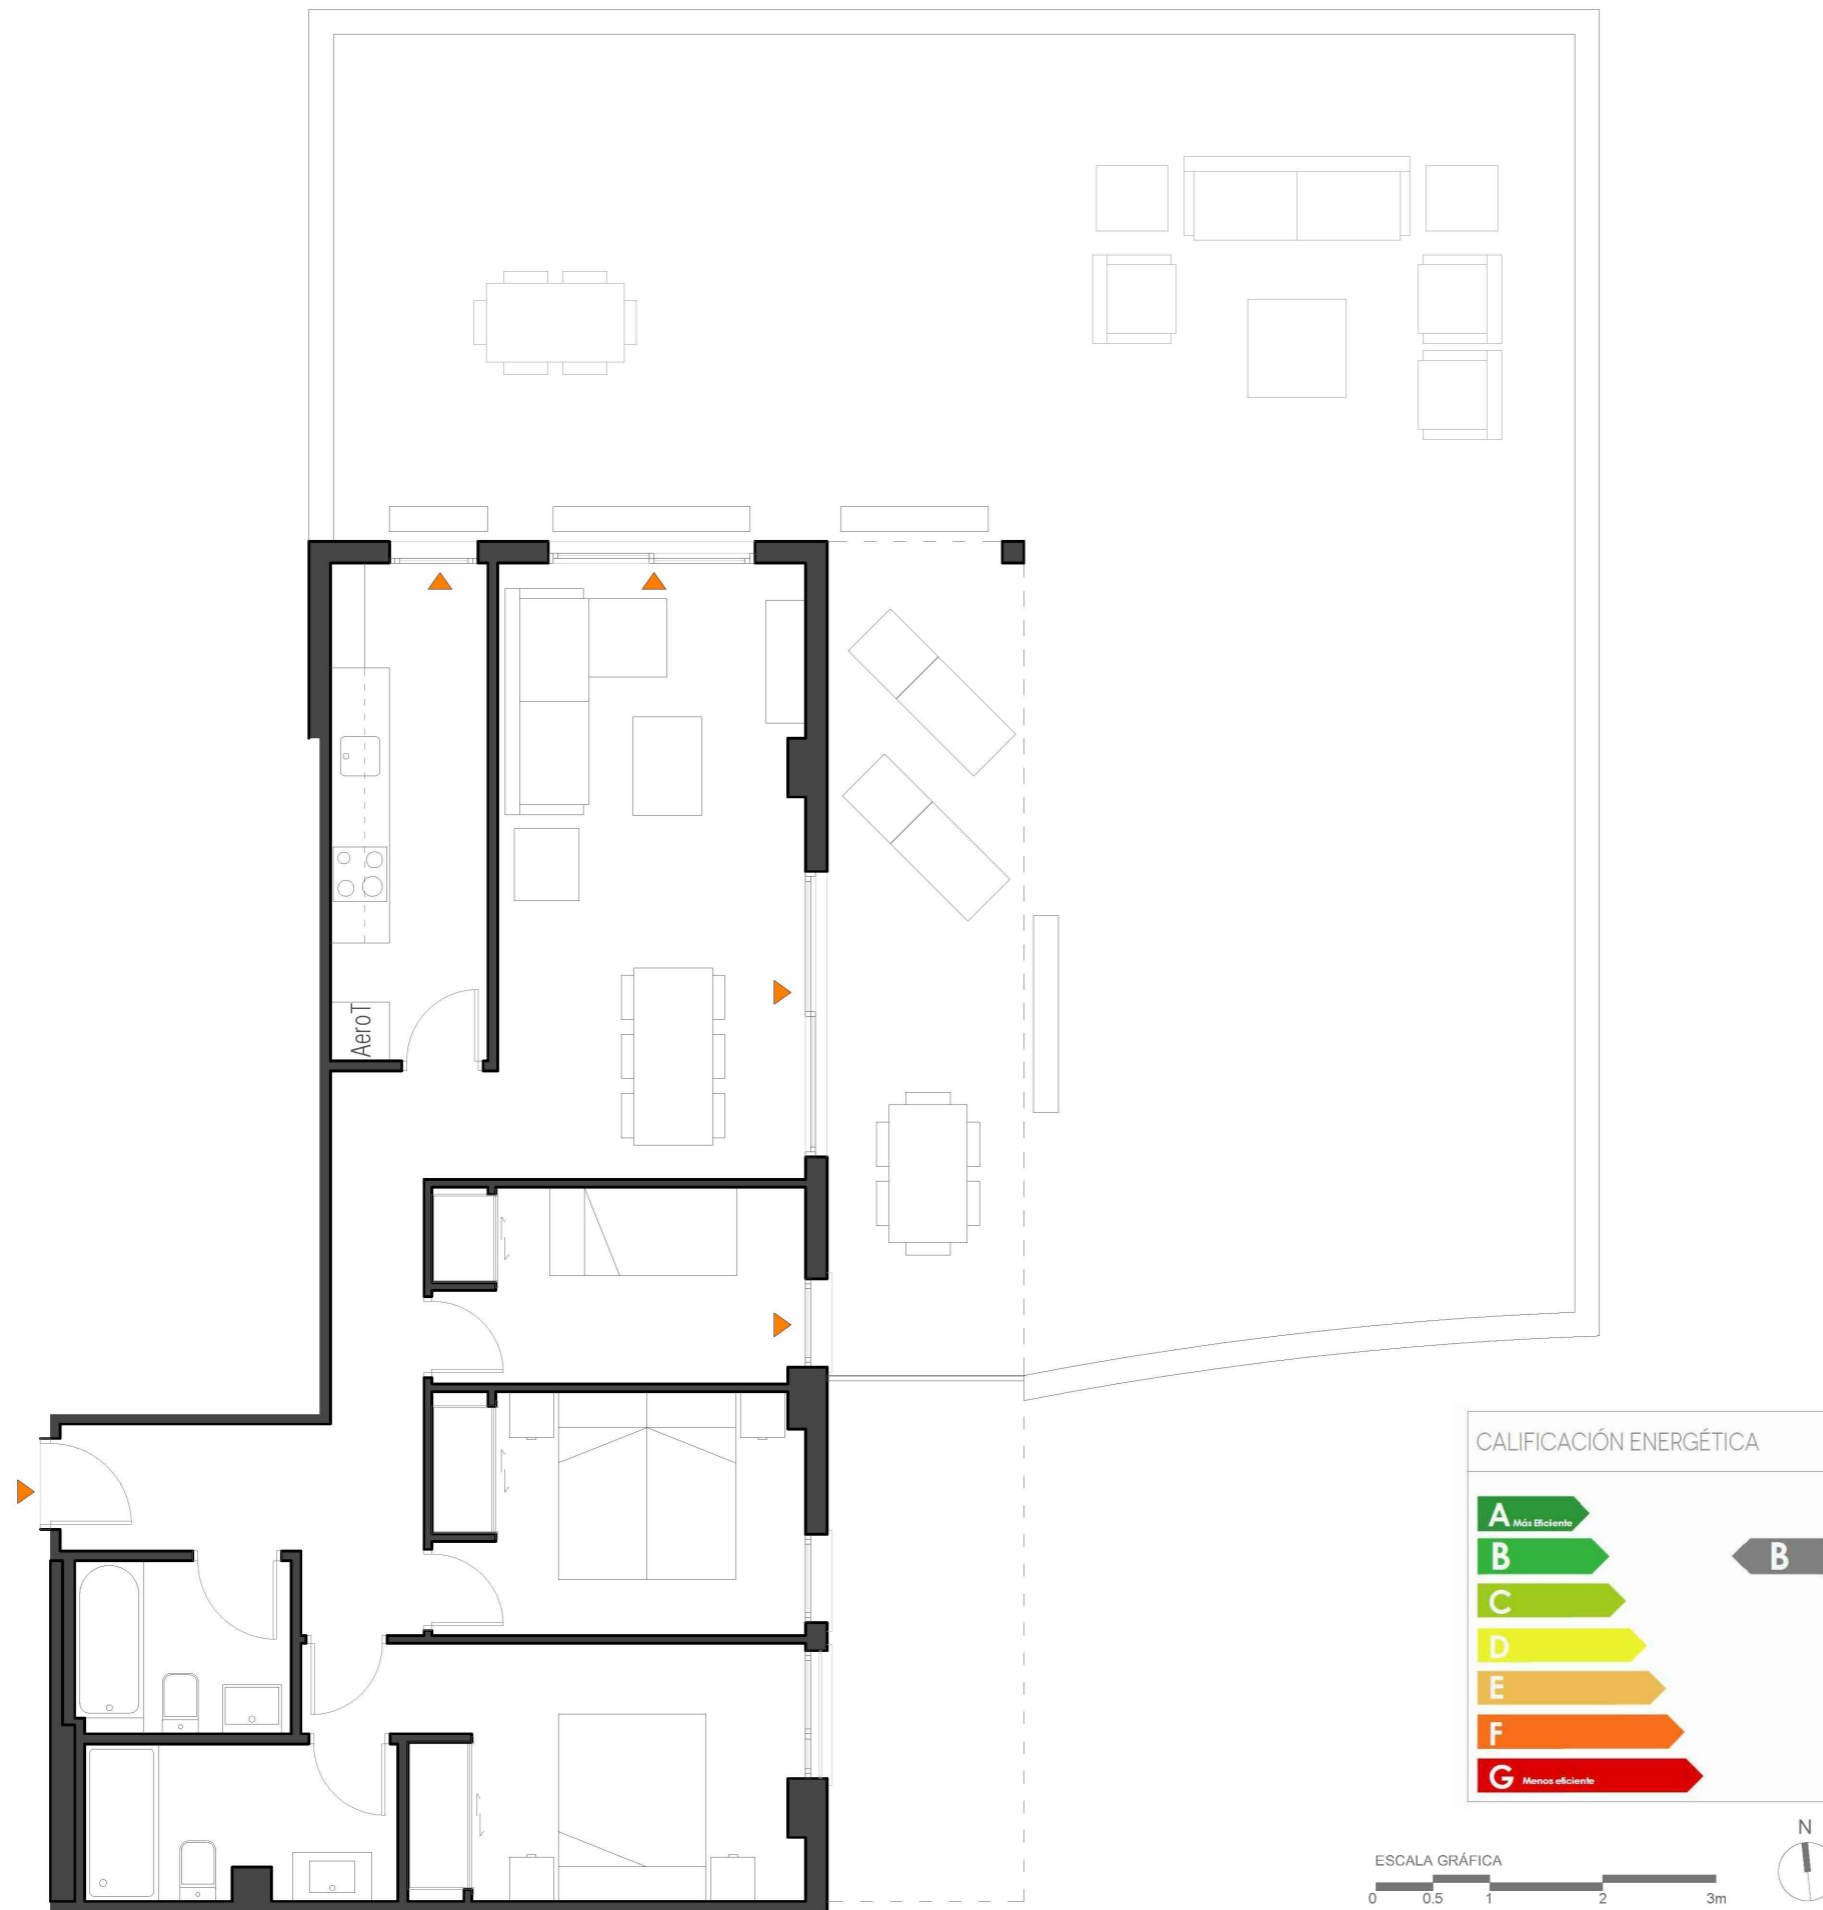 AeroT
CALIFICACIÓN ENERGÉTICA
A Más Eficiente
B B
C
D
E
F
G Menos eficiente
N
ESCALA GRÁFICA
0 0.5 1 2 3m